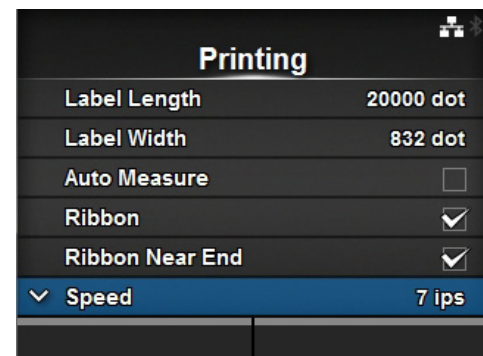 Printing
Label Length 20000 dot
Label Width 832 dot
Auto Measure
Ribbon
Ribbon Near End
Speed 7 ips